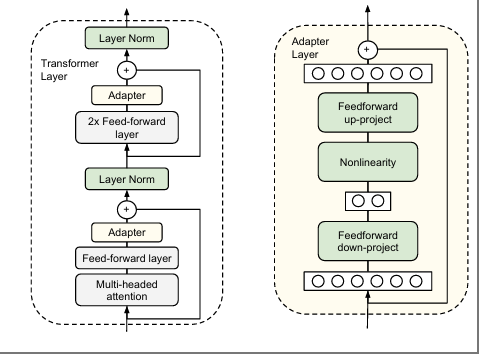 Layer Norm
Transformer
Layer
+
Adapter
2x Feed-forward
layer
Layer Norm
+
Adapter
Feed-forward layer
Multi-headed
attention
Adapter
Layer
+
Feedforward
up-project
Nonlinearity
Feedforward
down-project